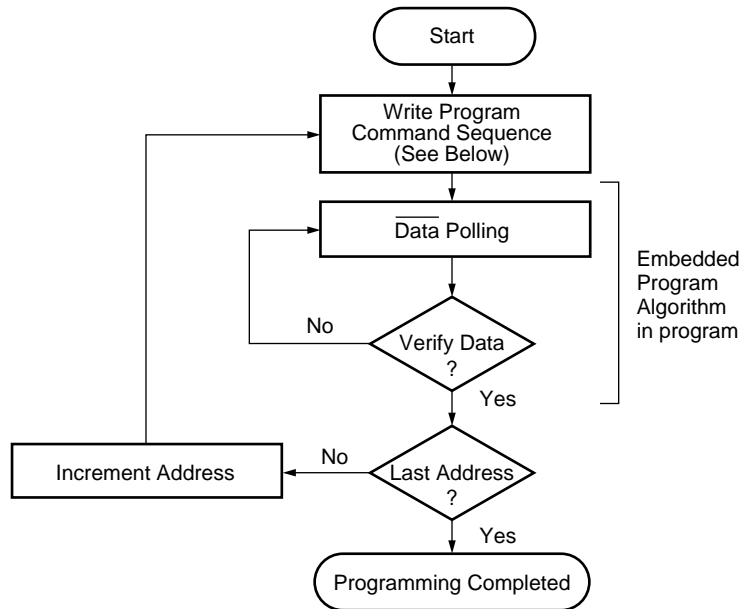 Start
Write Program
Command Sequence
(See Below)
Data Polling
Embedded
Program
Algorithm
in program
No
Verify Data
?
Yes
Increment Address
No
Last Address
?
Yes
Programming Completed